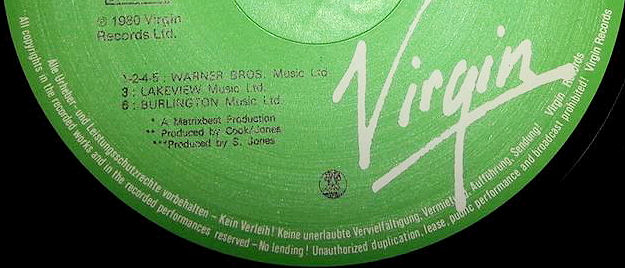 ℗ 1980 Virgin
Records Ltd.
1-2-4-5 : WARNER BROS. Music Ltd
3 : LAKEVIEW Music Ltd.
6 : BURLINGTON Music Ltd.
* A Matrixbest Production
** Produced by Cook/Jones
***Produced by S. Jones
Virgin
Alle Urheber- und Leistungsschutzrechte vorbehalten – Kein Verleih! Keine unerlaubte Vervielfältigung, Vermietung, Aufführung, Sendung! Virgin Records
All copyrights in the recorded works and in the recorded performances reserved – No lending! Unauthorized duplication, lease, public performance and broadcast prohibited! Virgin Records